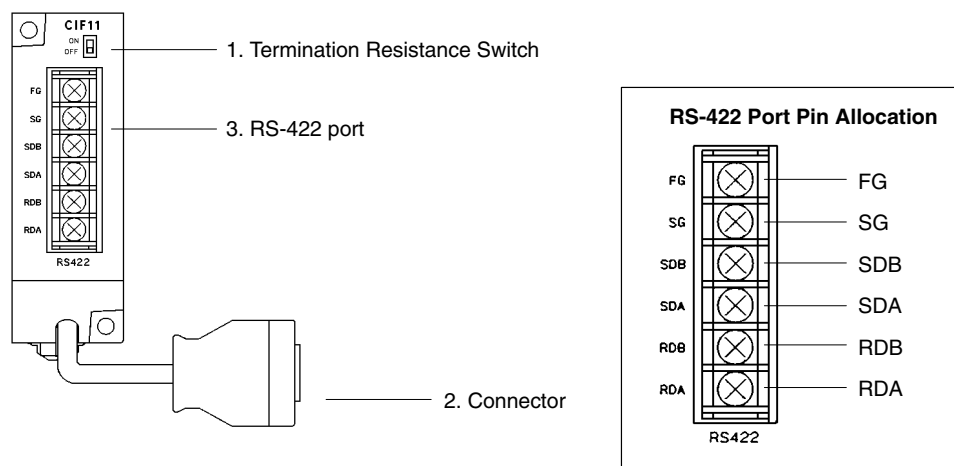 CIF11
ON
OFF
1. Termination Resistance Switch
FG
SG
SDB
SDA
RDB
RDA
3. RS-422 port
RS422
2. Connector
RS-422 Port Pin Allocation
FG FG
SG SG
SDB SDB
SDA SDA
RDB RDB
RDA RDA
RS422